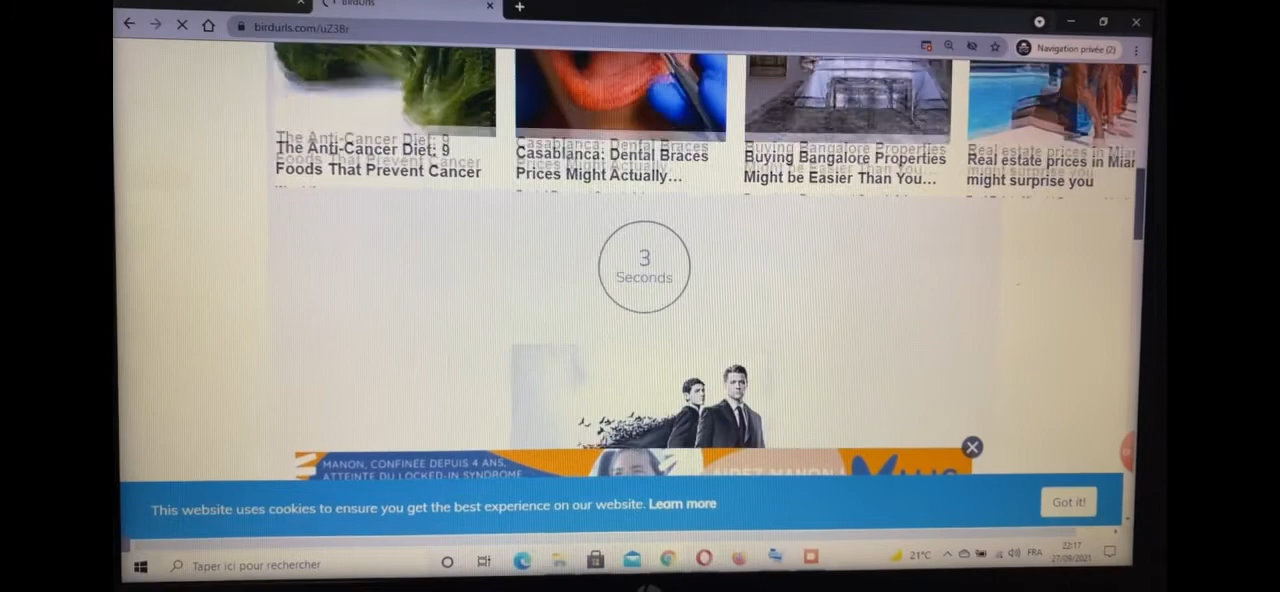 BirdUrls
birdurls.com/uZ38r
Navigation privée (2)
The Anti-Cancer Diet: 9
Foods That Prevent Cancer
Casablanca: Dental Braces
Prices Might Actually...
Buying Bangalore Properties
Might be Easier Than You...
Real estate prices in Miar
might surprise you
3
Seconds
MANON, CONFINÉE DEPUIS 4 ANS,
ATTEINTE DU LOCKED-IN SYNDROME
MANON
This website uses cookies to ensure you get the best experience on our website. Learn more
Got it!
Taper ici pour rechercher
21°C
FRA
22:17
27/09/2021